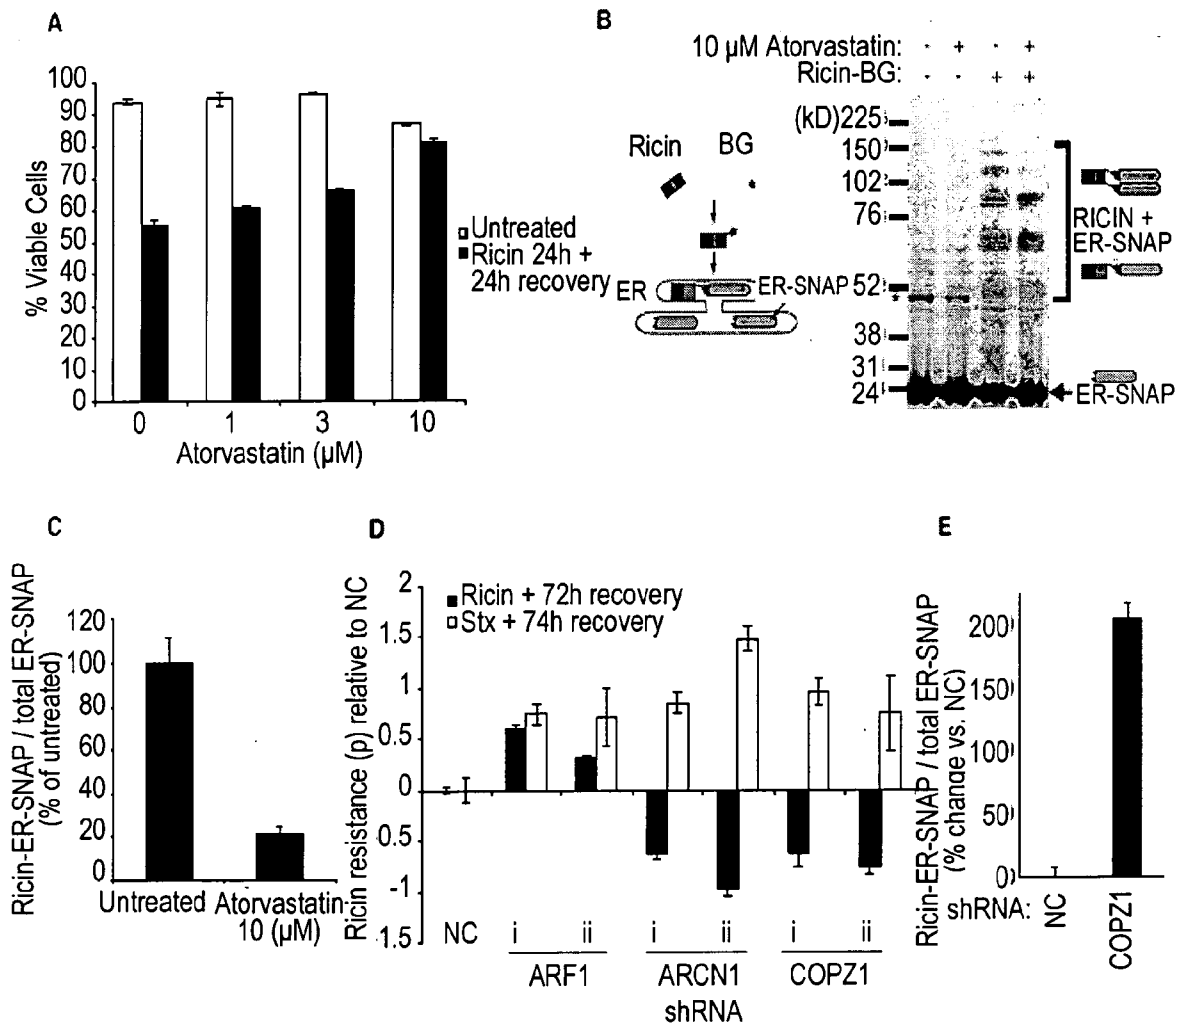 A
100
90
80
70
60
50
40
30
20
10
0
% Viable Cells
0 1 3 10
Atorvastatin (µM)
Untreated
Ricin 24h +
24h recovery
B
10 µM Atorvastatin: - + - +
Ricin-BG: - - + +
Ricin BG
ER
ER-SNAP
(kD)225
150
102
76
52
*
38
31
24
RICIN +
ER-SNAP
ER-SNAP
C
Ricin-ER-SNAP / total ER-SNAP
(% of untreated)
120
100
80
60
40
20
0
Untreated Atorvastatin
10 (µM)
D
Ricin resistance (p) relative to NC
2
1.5
1
0.5
0
0.5
-1
1.5
Ricin + 72h recovery
Stx + 74h recovery
NC i ii i ii i ii
ARF1 ARCN1 COPZ1
shRNA
E
Ricin-ER-SNAP / total ER-SNAP
(% change vs. NC)
200
150
100
50
0
shRNA: NC COPZ1